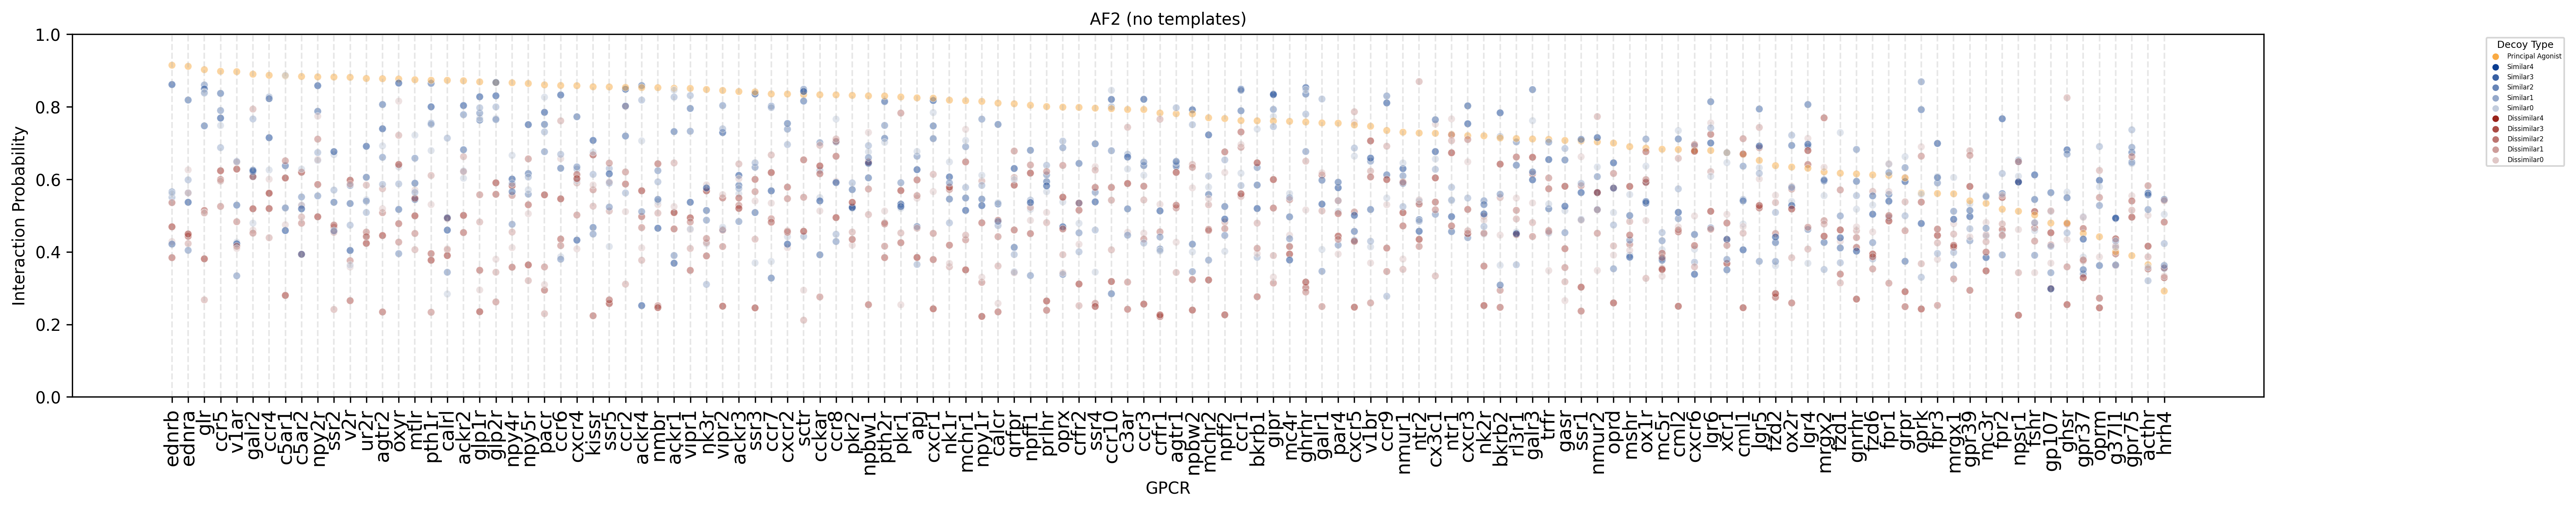 AF2 (no templates)
1.0
0.8
0.6
0.4
0.2
0.0
Interaction Probability
ednrb
ednra
glr
ccr5
v1ar
galr2
ccr4
c5ar1
c5ar2
npy2r
ssr2
v2r
ur2r
agtr2
oxyr
mtlr
pth1r
calrl
ackr2
glp1r
glp2r
npy4r
npy5r
pacr
ccr6
cxcr4
kissr
ssr5
ccr2
ackr4
nmbr
ackr1
vipr1
nk3r
vipr2
ackr3
ssr3
ccr7
cxcr2
sctr
cckar
ccr8
pkr2
npbw1
pth2r
pkr1
apj
cxcr1
nk1r
mchr1
npy1r
calcr
qrfpr
npff1
prlhr
oprx
crfr2
ssr4
ccr10
c3ar
ccr3
crfr1
agtr1
npbw2
mchr2
npff2
ccr1
bkrb1
gipr
mc4r
ghrhr
galr1
par4
cxcr5
v1br
ccr9
nmur1
ntr2
cx3c1
ntr1
cxcr3
nk2r
bkrb2
rl3r1
galr3
trfr
gasr
ssr1
nmur2
oprd
mshr
ox1r
mc5r
cml2
cxcr6
lgr6
xcr1
cml1
lgr5
fzd2
ox2r
lgr4
mrgx2
fzd1
gnrhr
fzd6
fpr1
grpr
oprk
fpr3
mrgx1
gpr39
mc3r
fpr2
npsr1
fshr
gp107
ghsr
gpr37
oprm
g37l1
gpr75
acthr
hrh4
GPCR
Decoy Type
Principal Agonist
Similar4
Similar3
Similar2
Similar1
Similar0
Dissimilar4
Dissimilar3
Dissimilar2
Dissimilar1
Dissimilar0